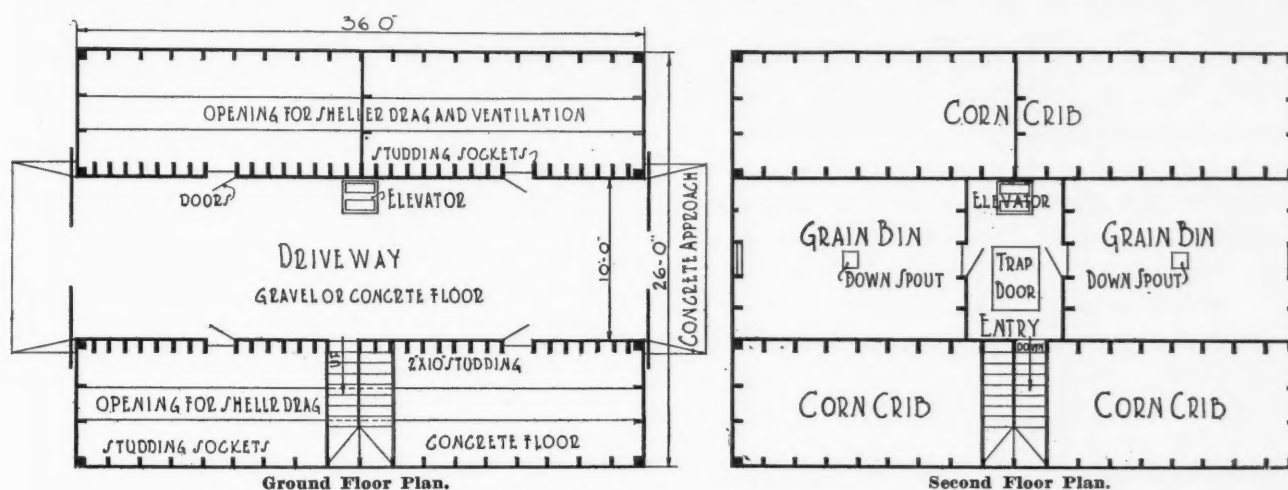 36-0"
OPENING FOR SHELLER DRAG AND VENTILATION
STUDDING SOCKETS
DOORS
ELEVATOR
DRIVEWAY
GRAVEL OR CONCRETE FLOOR
10'-0"
26'-0"
CONCRETE APPROACH
UP
2"X10" STUDDING
OPENING FOR SHELLR DRAG
STUDDING SOCKETS
CONCRETE FLOOR
Ground Floor Plan.
CORN CRIB
ELEVATOR
GRAIN BIN
DOWN SPOUT
TRAP
DOOR
GRAIN BIN
DOWN SPOUT
ENTRY
DOWN
CORN CRIB
CORN CRIB
Second Floor Plan.